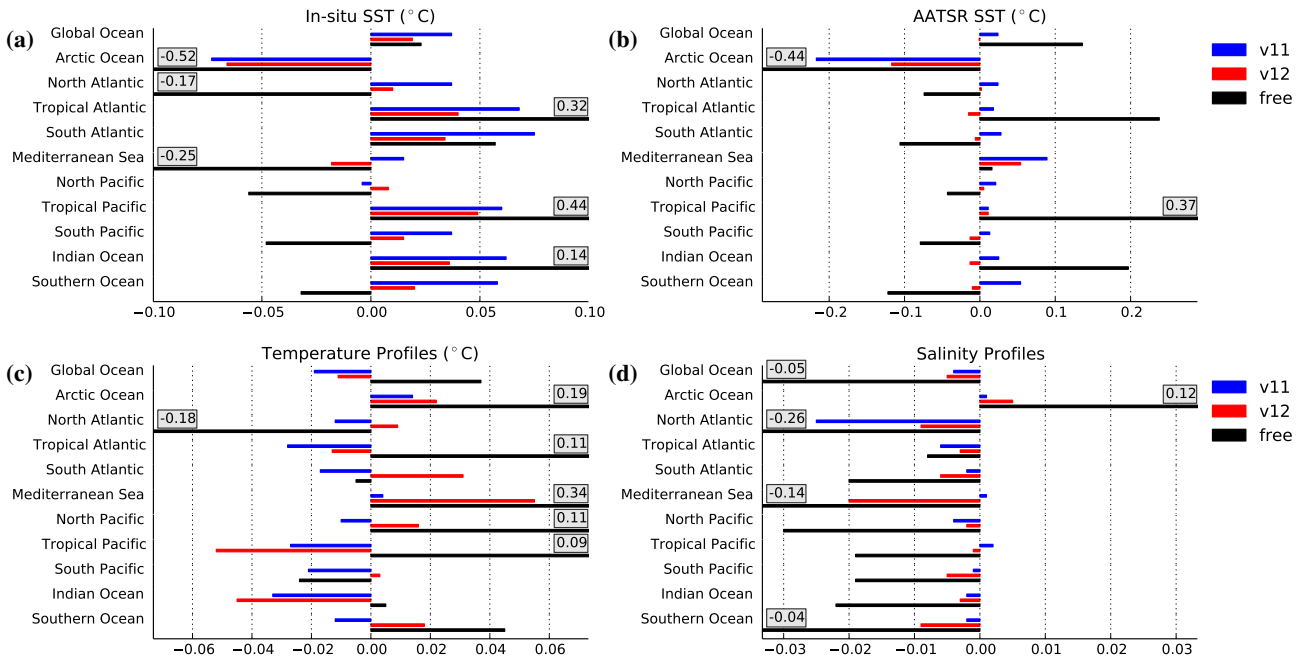 In-situ SST (°C)
(a)
Global Ocean
Arctic Ocean
-0.52
North Atlantic
-0.17
Tropical Atlantic
0.32
South Atlantic
Mediterranean Sea
-0.25
North Pacific
Tropical Pacific
0.44
South Pacific
Indian Ocean
0.14
Southern Ocean
−0.10 −0.05 0.00 0.05 0.10
AATSR SST (°C)
(b)
Global Ocean
Arctic Ocean
-0.44
North Atlantic
Tropical Atlantic
South Atlantic
Mediterranean Sea
North Pacific
Tropical Pacific
0.37
South Pacific
Indian Ocean
Southern Ocean
−0.2 −0.1 0.0 0.1 0.2
v11
v12
free
Temperature Profiles (°C)
(c)
Global Ocean
Arctic Ocean
0.19
North Atlantic
-0.18
Tropical Atlantic
0.11
South Atlantic
Mediterranean Sea
0.34
North Pacific
0.11
Tropical Pacific
0.09
South Pacific
Indian Ocean
Southern Ocean
−0.06 −0.04 −0.02 0.00 0.02 0.04 0.06
Salinity Profiles
(d)
Global Ocean
-0.05
Arctic Ocean
0.12
North Atlantic
-0.26
Tropical Atlantic
South Atlantic
Mediterranean Sea
-0.14
North Pacific
Tropical Pacific
South Pacific
Indian Ocean
Southern Ocean
-0.04
−0.03 −0.02 −0.01 0.00 0.01 0.02 0.03
v11
v12
free